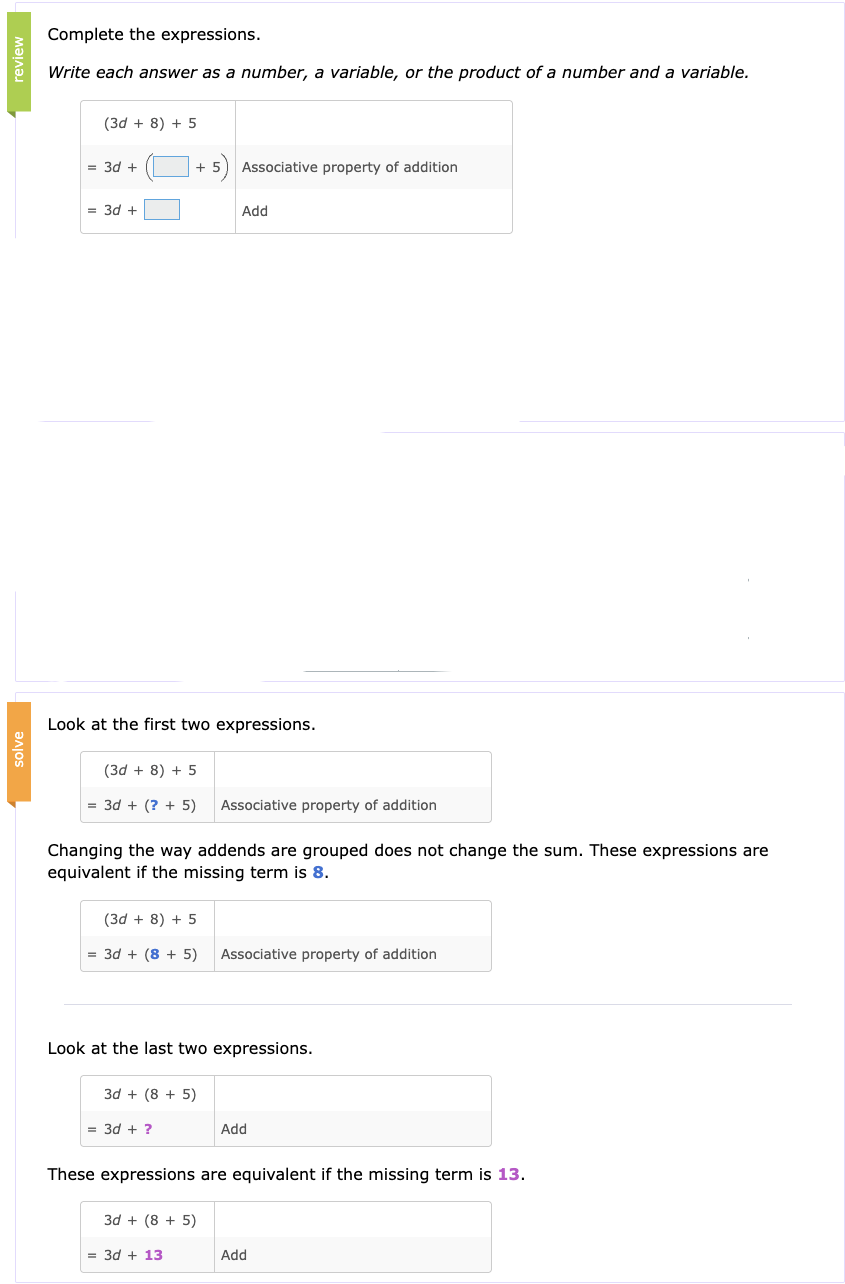 review
Complete the expressions.
Write each answer as a number, a variable, or the product of a number and a variable.
(3d + 8) + 5
= 3d + ( + 5) Associative property of addition
= 3d + Add
solve
Look at the first two expressions.
(3d + 8) + 5
= 3d + (? + 5) Associative property of addition
Changing the way addends are grouped does not change the sum. These expressions are
equivalent if the missing term is 8.
(3d + 8) + 5
= 3d + (8 + 5) Associative property of addition
Look at the last two expressions.
3d + (8 + 5)
= 3d + ? Add
These expressions are equivalent if the missing term is 13.
3d + (8 + 5)
= 3d + 13 Add